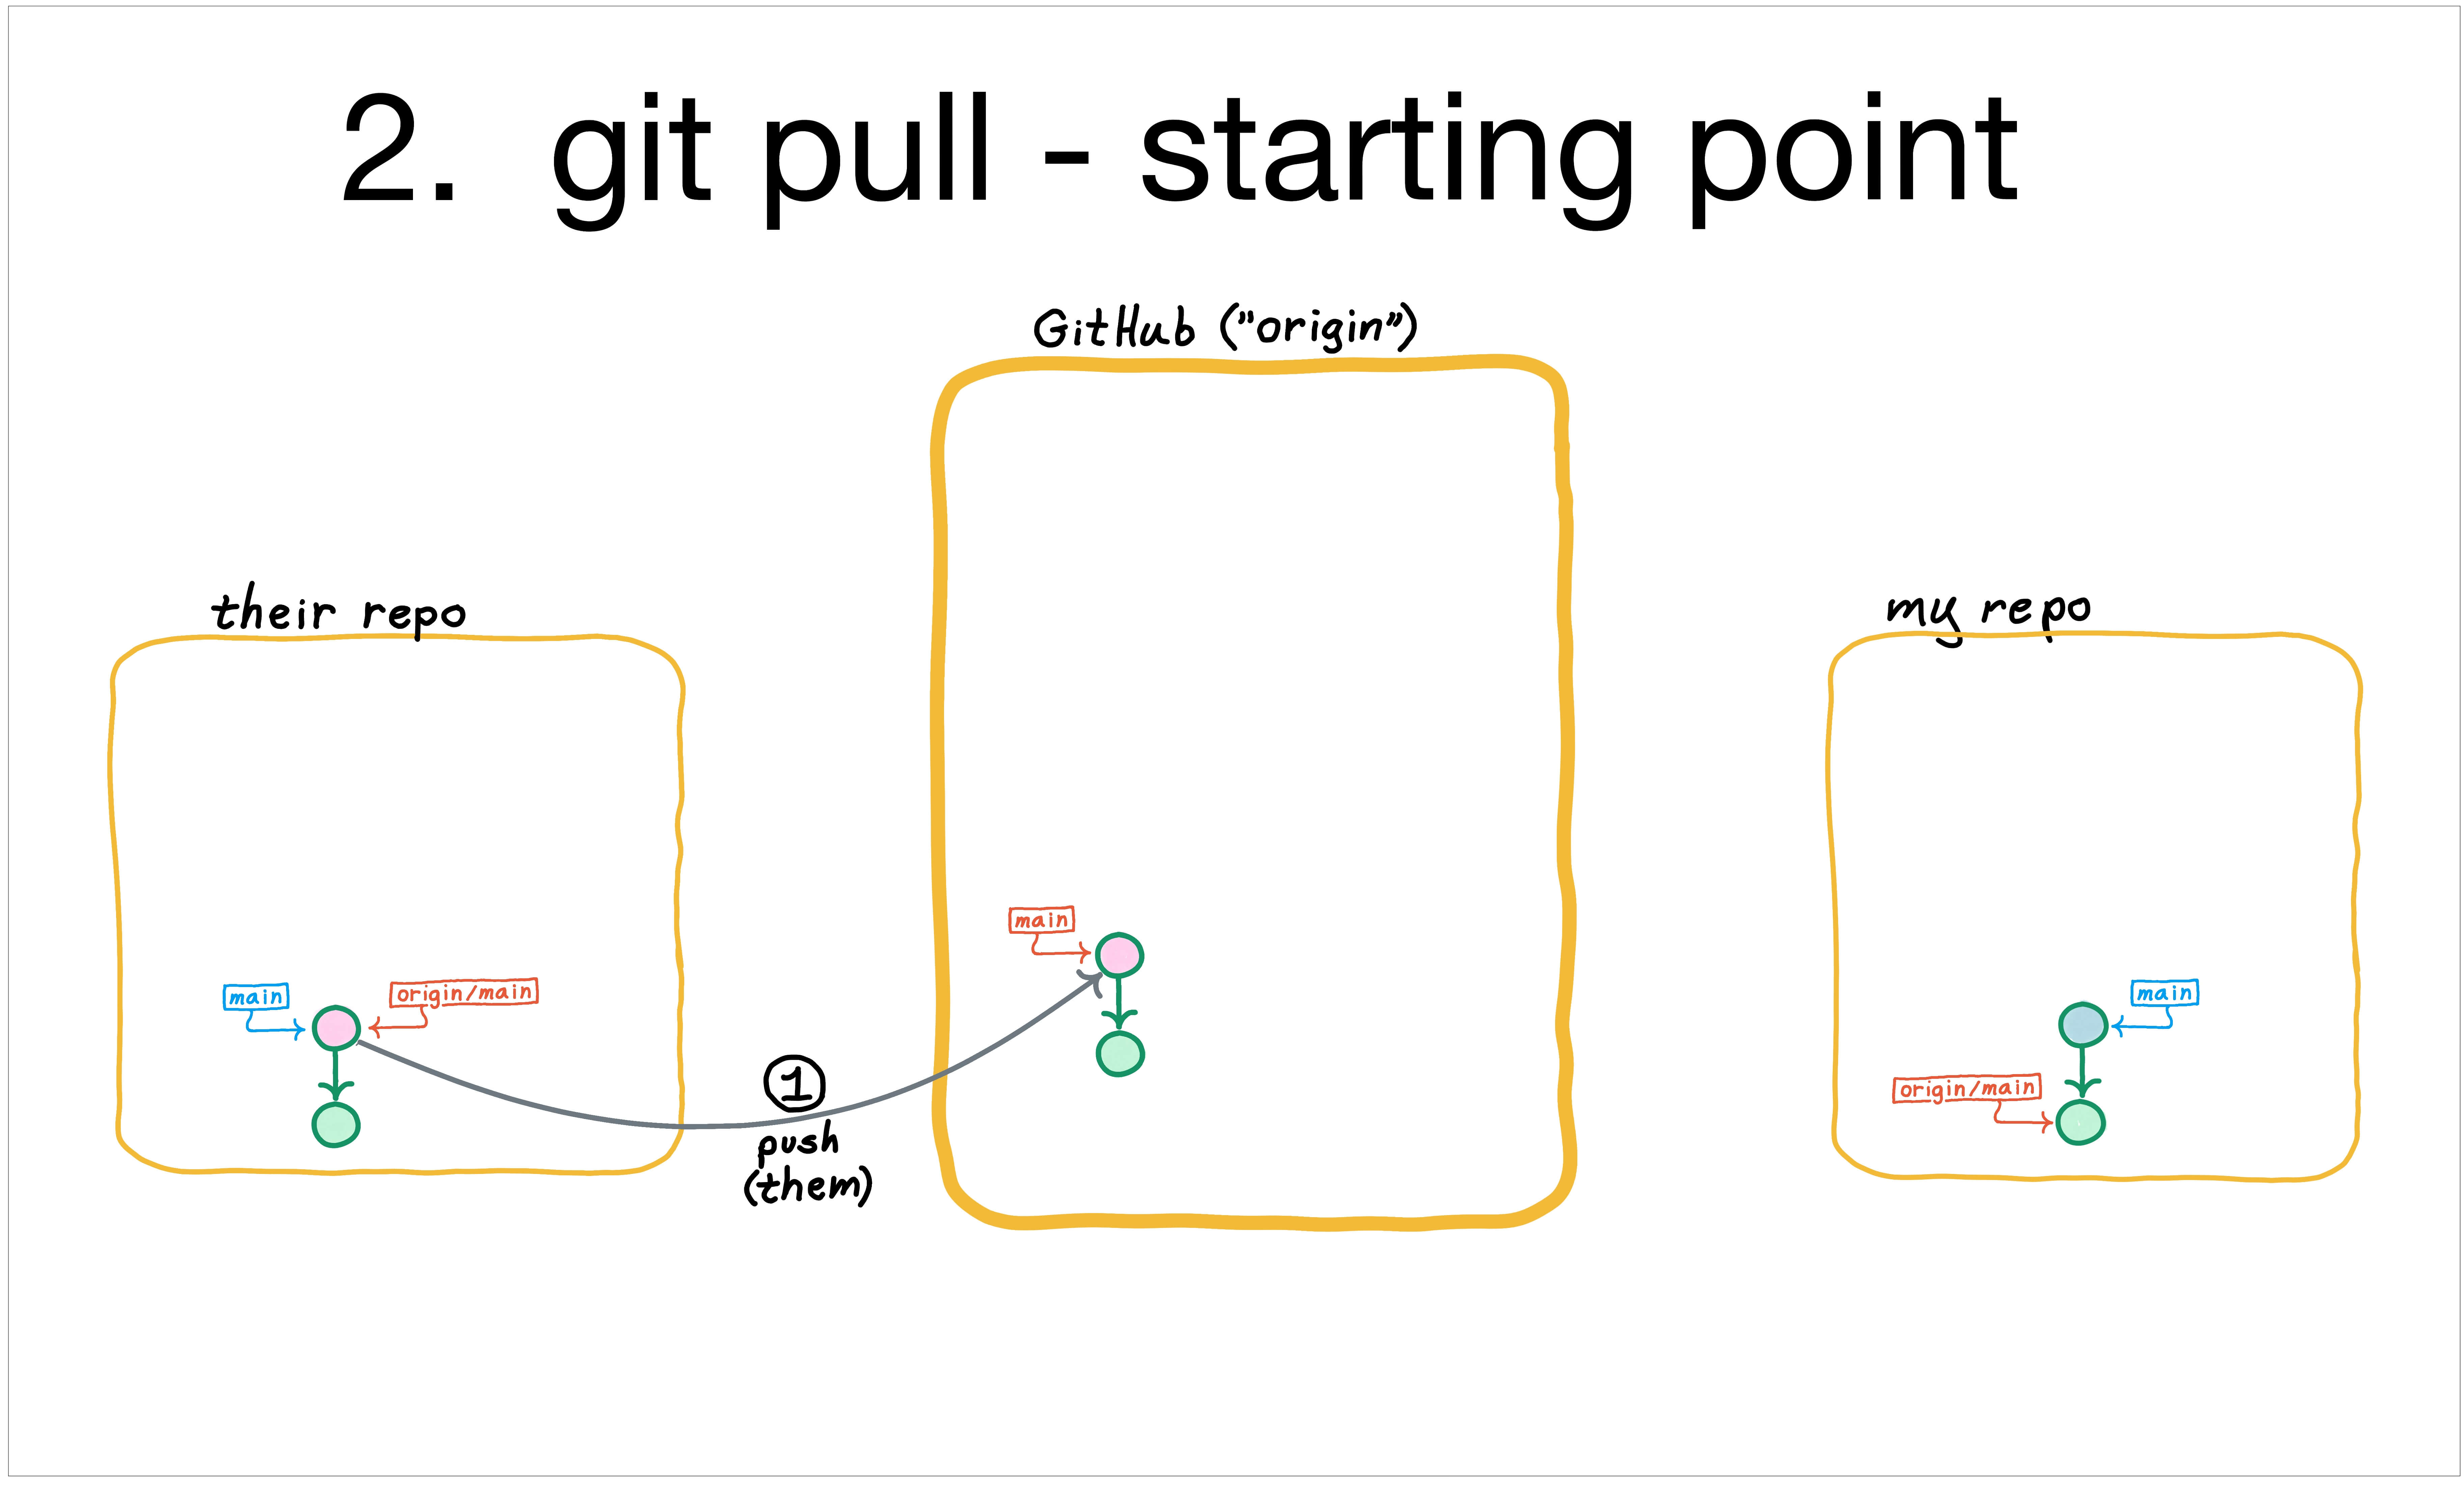 2. git pull - starting point
GitHub ("origin")
their repo
my repo
main
main
origin/main
main
origin/main
1
push
(them)